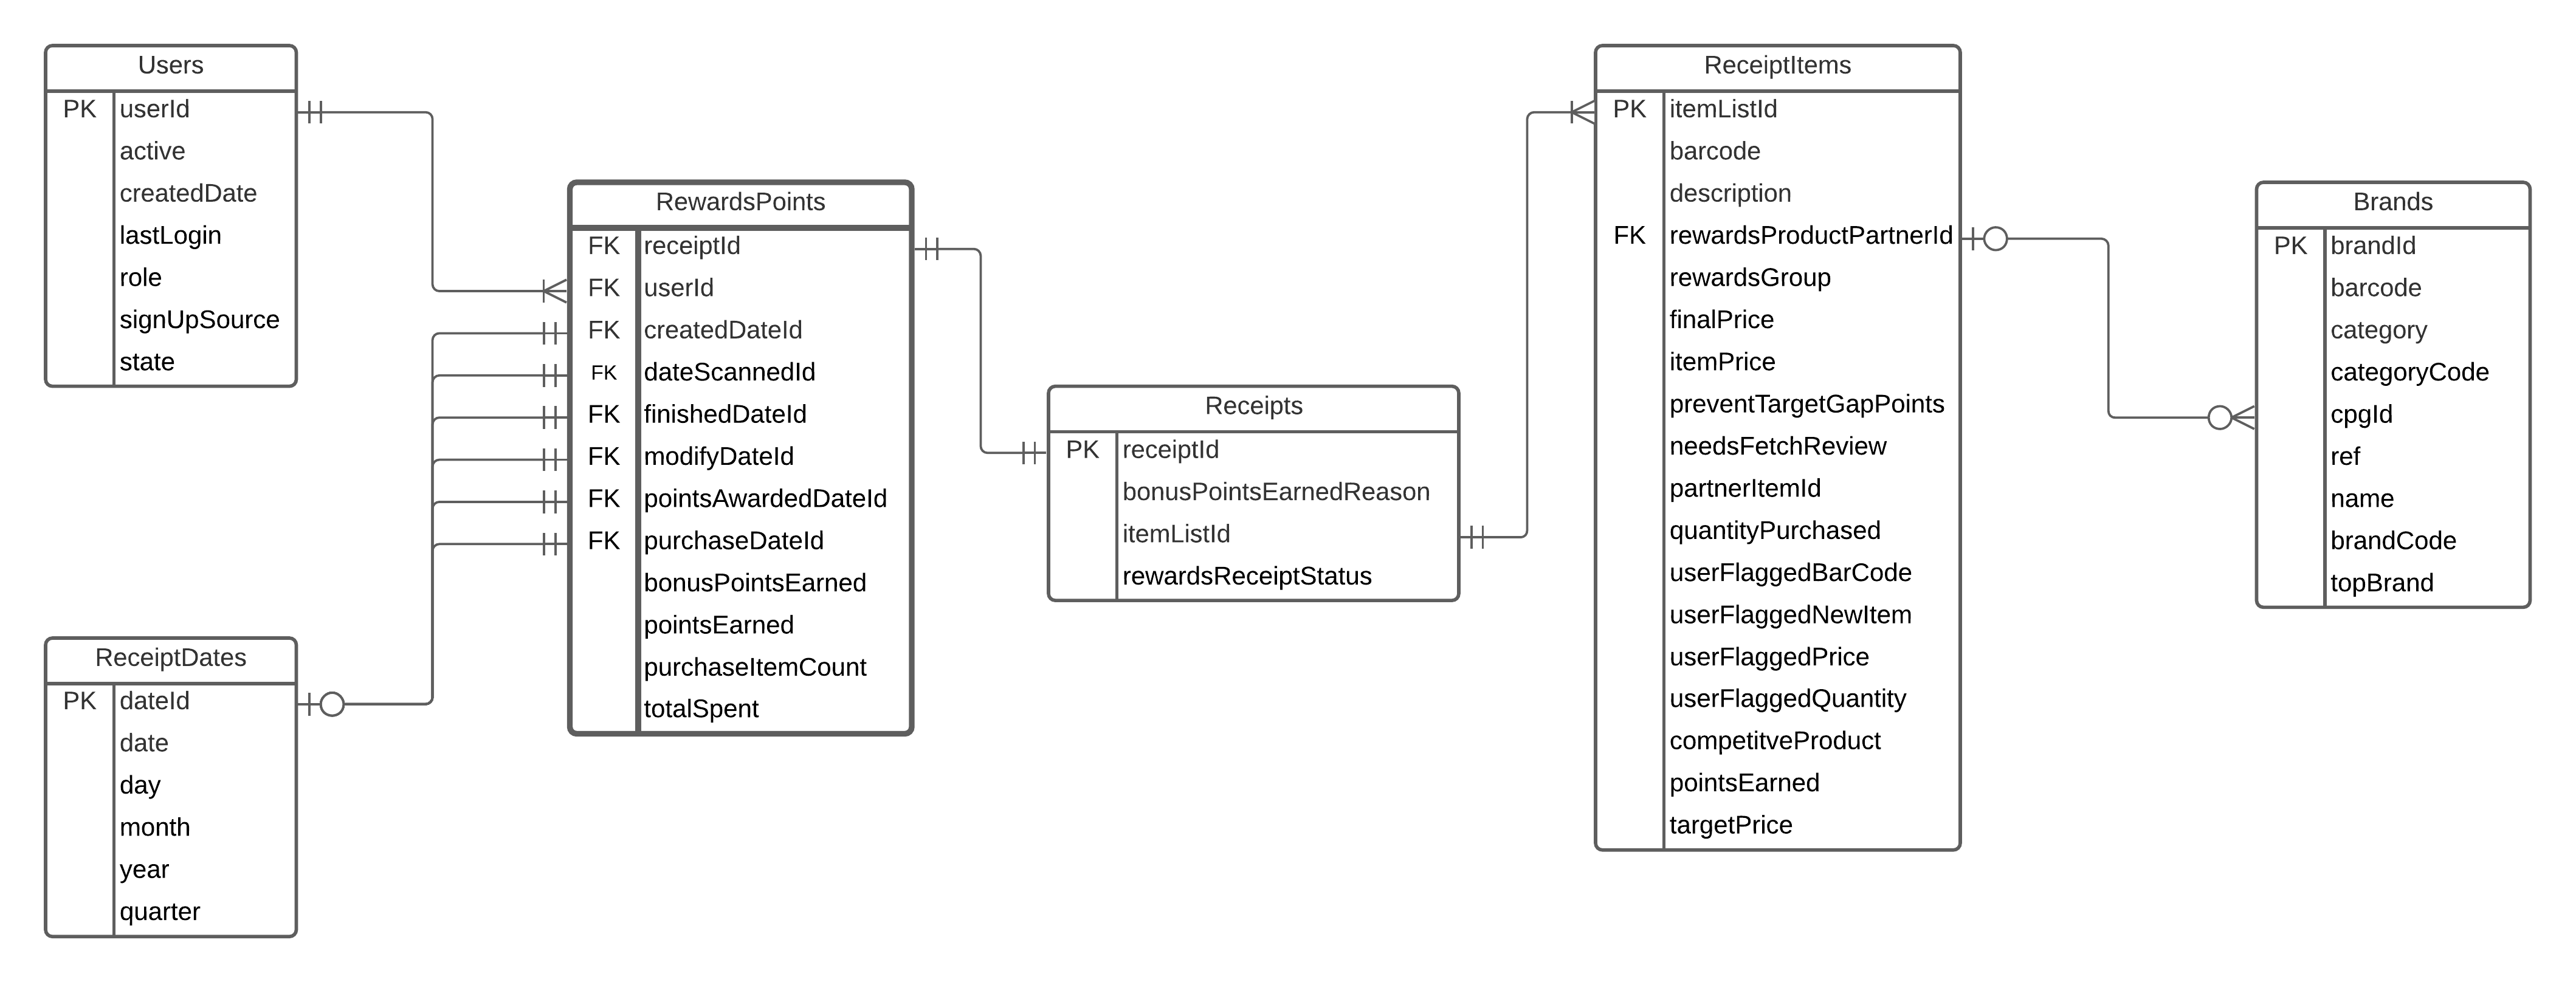 Users
PK userId
active
createdDate
lastLogin
role
signUpSource
state
ReceiptDates
PK dateId
date
day
month
year
quarter
RewardsPoints
FK receiptId
FK userId
FK createdDateId
FK dateScannedId
FK finishedDateId
FK modifyDateId
FK pointsAwardedDateId
FK purchaseDateId
bonusPointsEarned
pointsEarned
purchaseItemCount
totalSpent
Receipts
PK receiptId
bonusPointsEarnedReason
itemListId
rewardsReceiptStatus
ReceiptItems
PK itemListId
barcode
description
FK rewardsProductPartnerId
rewardsGroup
finalPrice
itemPrice
preventTargetGapPoints
needsFetchReview
partnerItemId
quantityPurchased
userFlaggedBarCode
userFlaggedNewItem
userFlaggedPrice
userFlaggedQuantity
competitveProduct
pointsEarned
targetPrice
Brands
PK brandId
barcode
category
categoryCode
cpgId
ref
name
brandCode
topBrand